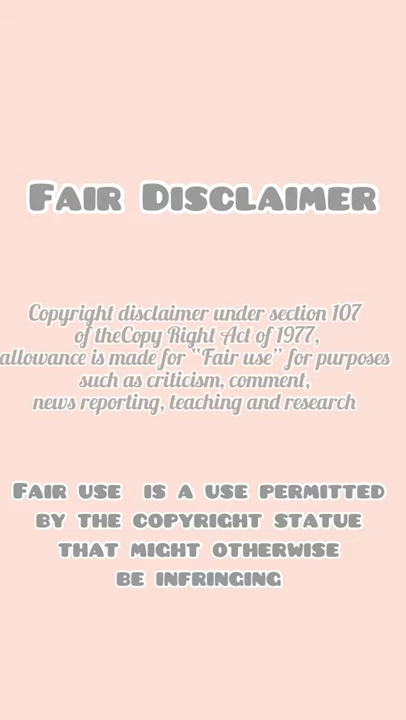 Fair Disclaimer
Copyright disclaimer under section 107
of theCopy Right Act of 1977,
allowance is made for "Fair use" for purposes
such as criticism, comment,
news reporting, teaching and research
Fair use is a use permitted
by the copyright statue
that might otherwise
be infringing